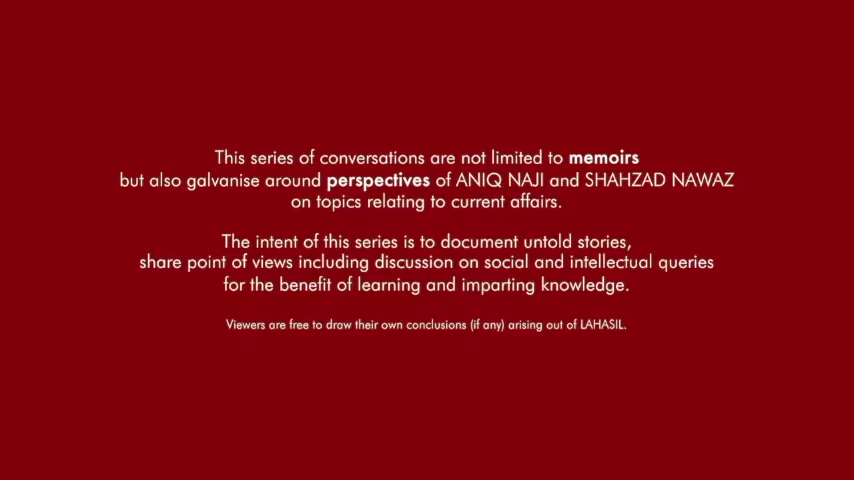 This series of conversations are not limited to memoirs
but also galvanise around perspectives of ANIQ NAJI and SHAHZAD NAWAZ
on topics relating to current affairs.
The intent of this series is to document untold stories,
share point of views including discussion on social and intellectual queries
for the benefit of learning and imparting knowledge.
Viewers are free to draw their own conclusions (if any) arising out of LAHASIL.